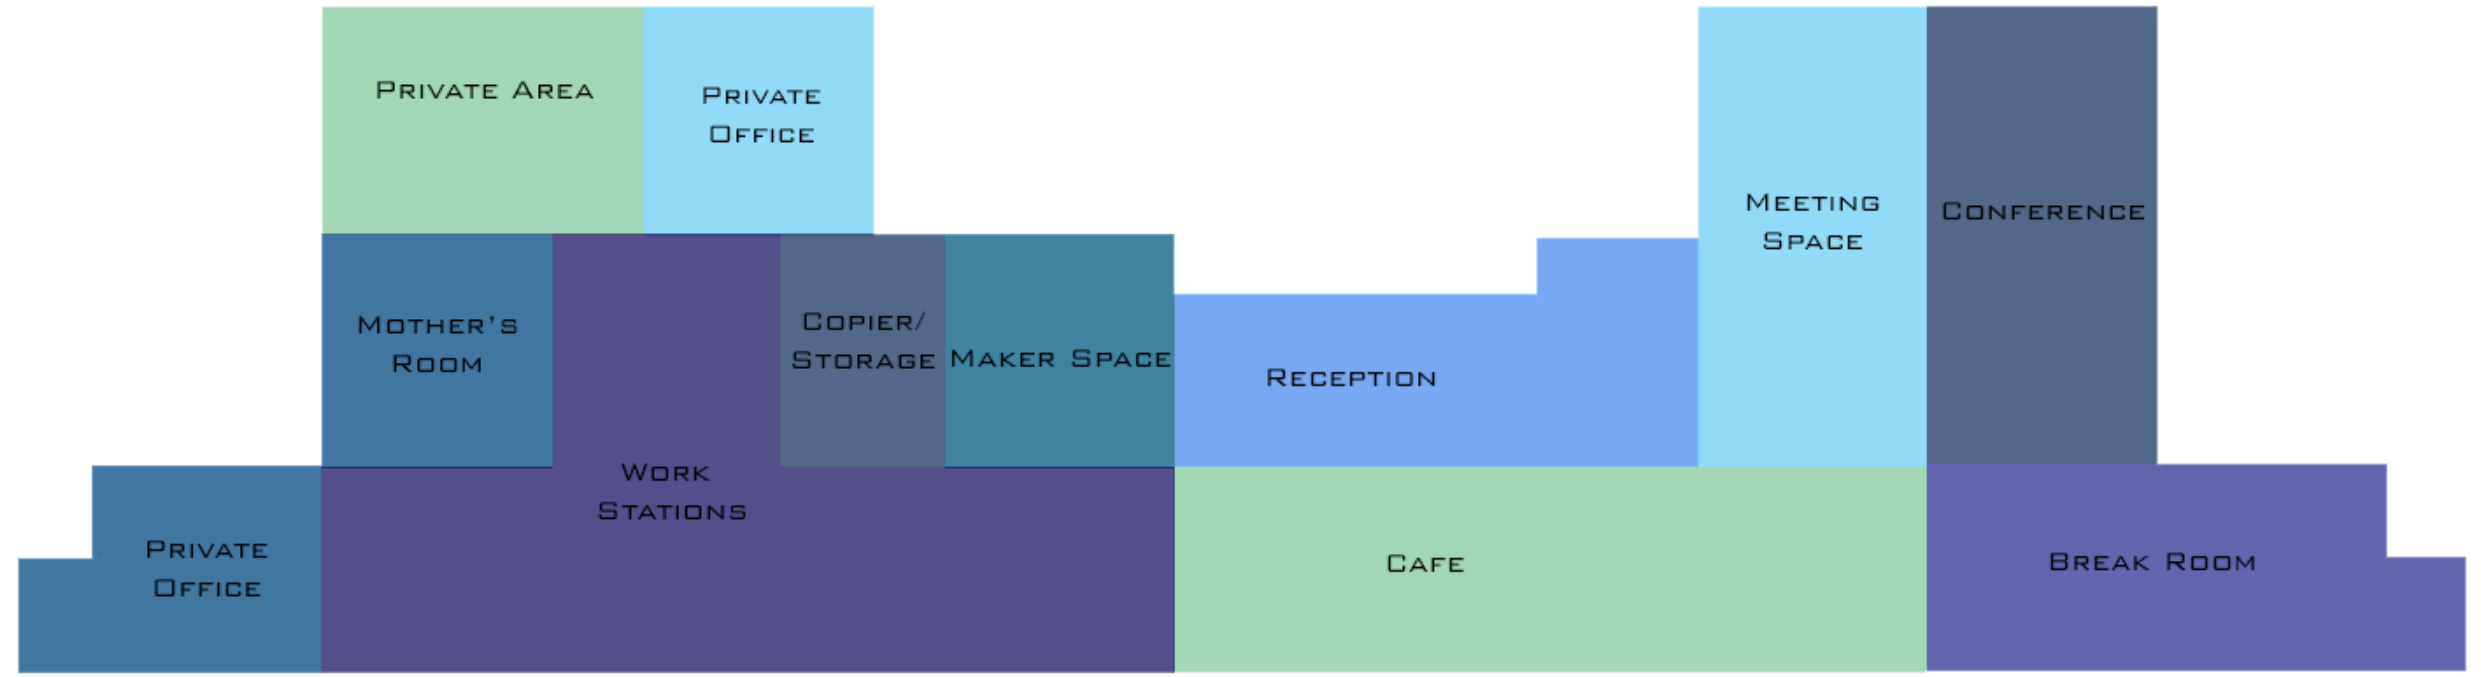 Private Area
Private
Office
Meeting
Space
Conference
Mother's
Room
Copier/
Storage
Maker Space
Reception
Work
Stations
Private
Office
Cafe
Break Room